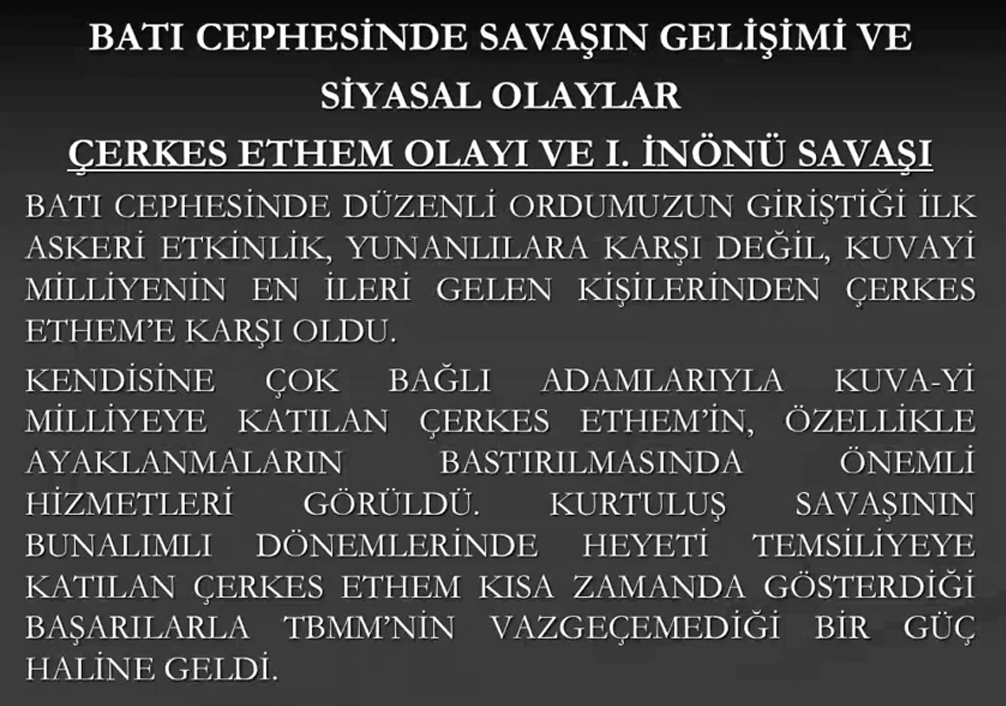 BATI CEPHESİNDE SAVAŞIN GELİŞİMİ VE
SİYASAL OLAYLAR
ÇERKES ETHEM OLAYI VE I. İNÖNÜ SAVAŞI
BATI CEPHESİNDE DÜZENLİ ORDUMUZUN GİRİŞTİĞİ İLK
ASKERİ ETKİNLİK, YUNANLILARA KARŞI DEĞİL, KUVAYİ
MİLLİYENİN EN İLERİ GELEN KİŞİLERİNDEN ÇERKES
ETHEM'E KARŞI OLDU.
KENDİSİNE ÇOK BAĞLI ADAMLARIYLA KUVA-Yİ
MİLLİYEYE KATILAN ÇERKES ETHEM'İN, ÖZELLİKLE
AYAKLANMALARIN BASTIRILMASINDA ÖNEMLİ
HİZMETLERİ GÖRÜLDÜ. KURTULUŞ SAVAŞININ
BUNALIMLI DÖNEMLERİNDE HEYETİ TEMSİLİYEYE
KATILAN ÇERKES ETHEM KISA ZAMANDA GÖSTERDİĞİ
BAŞARILARLA TBMM'NİN VAZGEÇEMEDİĞİ BİR GÜÇ
HALİNE GELDİ.